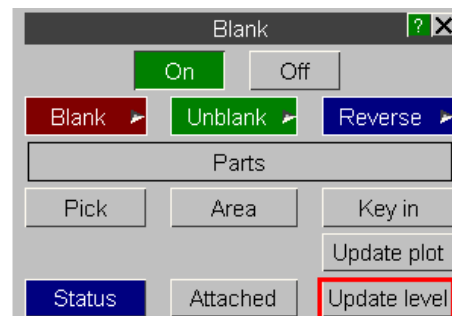 Blank ?
On Off
Blank Unblank Reverse
Parts
Pick Area Key in
Update plot
Status Attached Update level